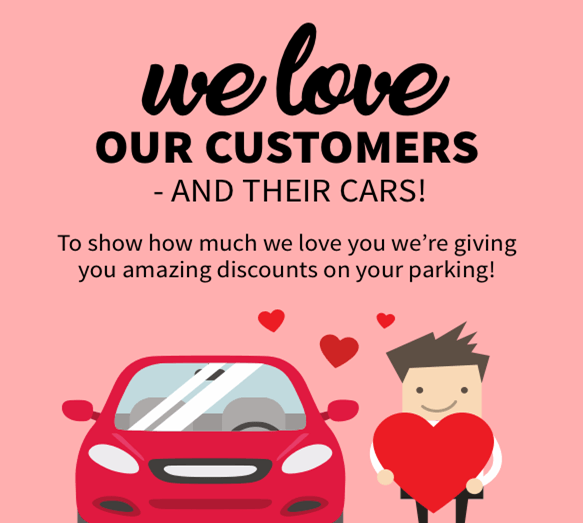 we love
OUR CUSTOMERS
- AND THEIR CARS!
To show how much we love you we’re giving
you amazing discounts on your parking!